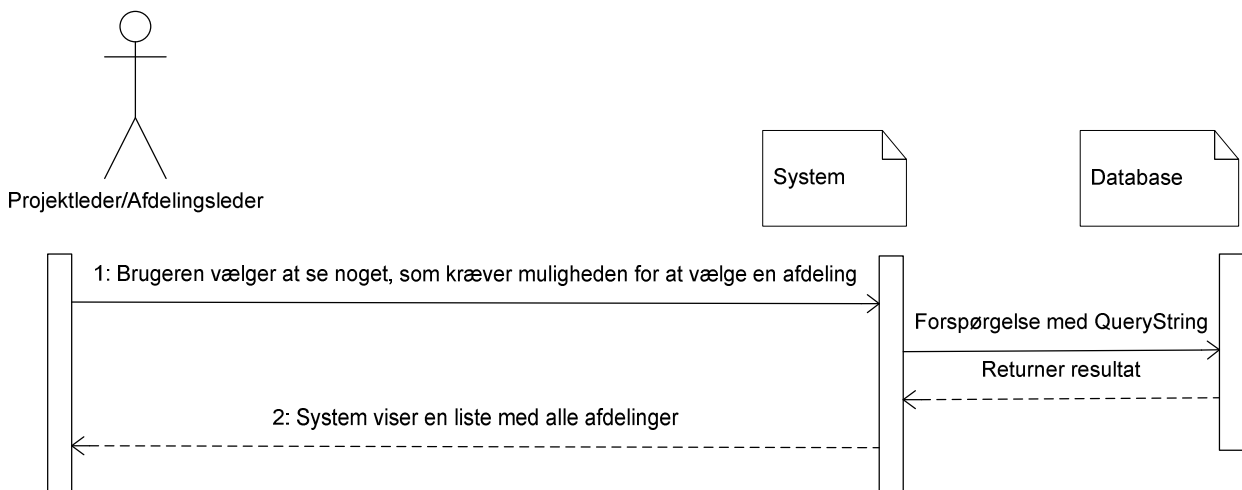 System
Database
Projektleder/Afdelingsleder
1: Brugeren vælger at se noget, som kræver muligheden for at vælge en afdeling
Forspørgelse med QueryString
Returner resultat
2: System viser en liste med alle afdelinger